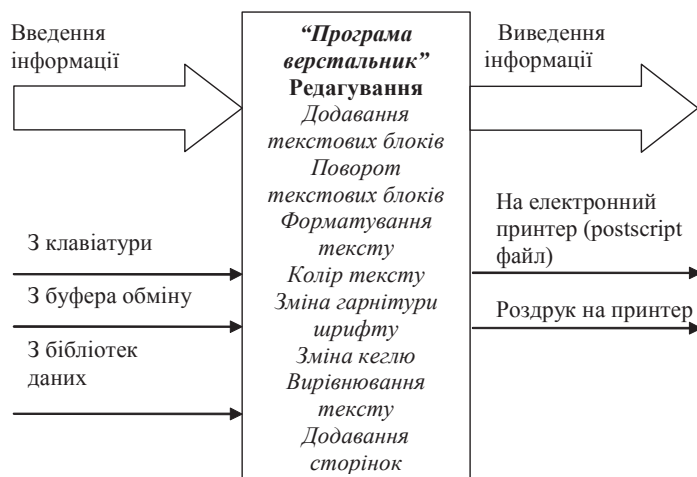 Введення
інформації
З клавіатури
З буфера обміну
З бібліотек
даних
“Програма
верстальник”
Редагування
Додавання
текстових блоків
Поворот
текстових блоків
Форматування
тексту
Колір тексту
Зміна гарнітури
шрифту
Зміна кеглю
Вирівнювання
тексту
Додавання
сторінок
Виведення
інформації
На електронний
принтер (postscript
файл)
Роздрук на принтер